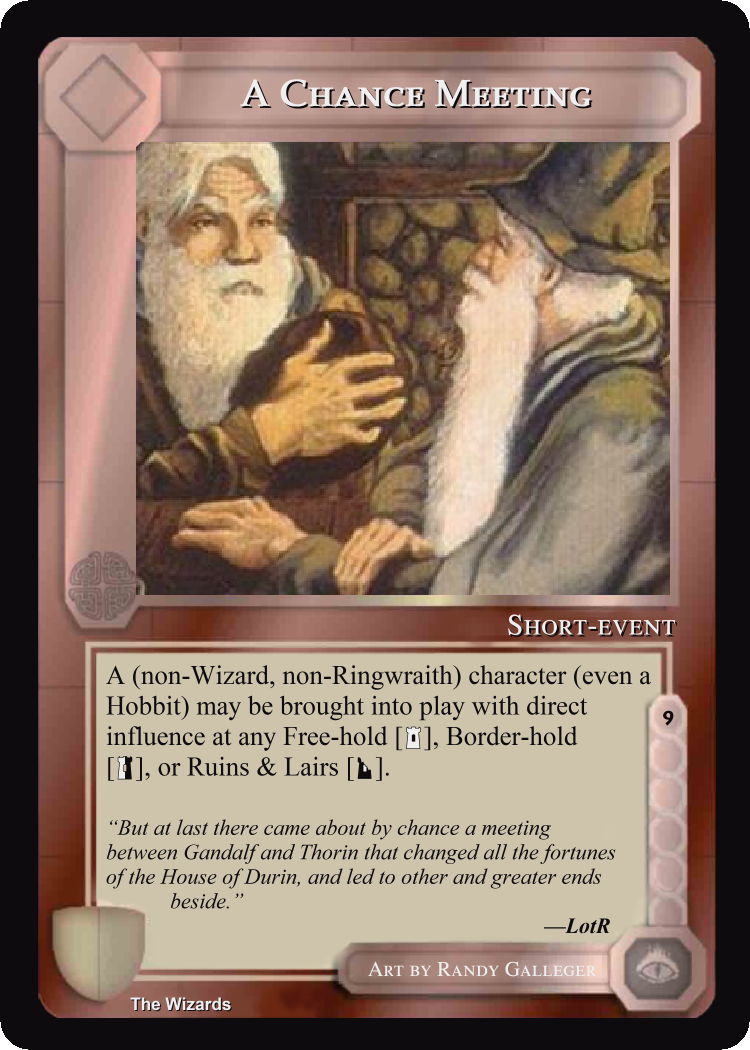 A Chance Meeting
Short-event
A (non-Wizard, non-Ringwraith) character (even a
Hobbit) may be brought into play with direct
influence at any Free-hold [], Border-hold
[], or Ruins & Lairs [].
9
“But at last there came about by chance a meeting
between Gandalf and Thorin that changed all the fortunes
of the House of Durin, and led to other and greater ends
beside.”
—LotR
Art by Randy Galleger
The Wizards